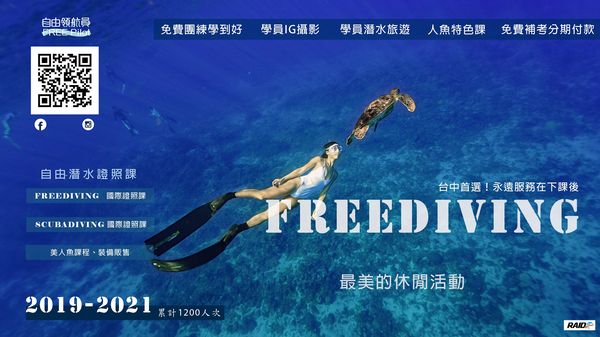 自由領航員
FREE Pilot
免費團練學到好 學員IG攝影 學員潛水旅遊 人魚特色課 免費補考分期付款
自由潛水證照課
FREEDIVING 國際證照課
SCUBADIVING 國際證照課
美人魚課程、裝備販售
台中首選！永遠服務在下課後
FREEDIVING
最美的休閒活動
2019-2021 累計1200人次
RAID